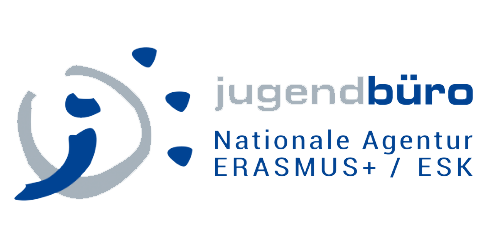 jugendbüro
Nationale Agentur
ERASMUS+ / ESK